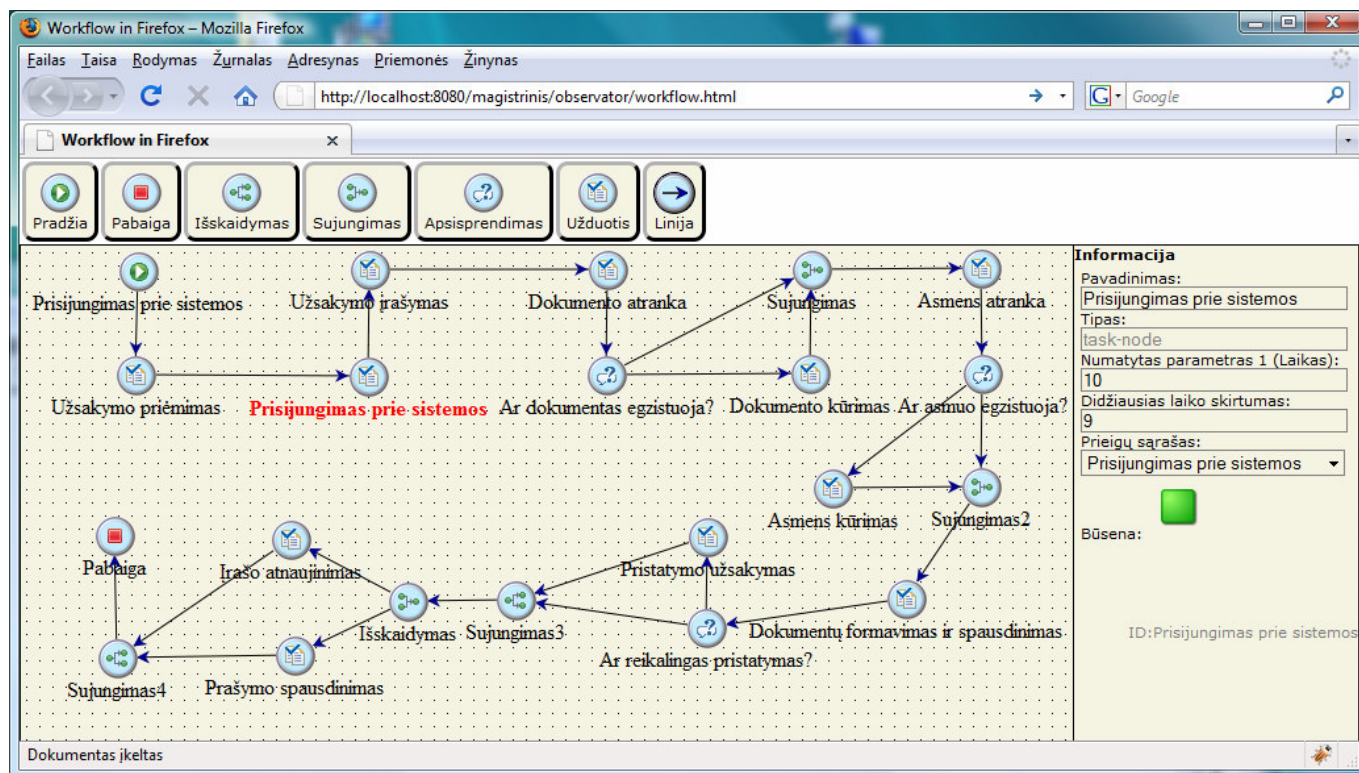 Workflow in Firefox – Mozilla Firefox
Failas Taisa Rodymas Žurnalas Adresynas Priemonės Žinynas
http://localhost:8080/magistrinis/observator/workflow.html
G Google
Workflow in Firefox
Pradžia Pabaiga Išskaidymas Sujungimas Apsisprendimas Užduotis Linija
Prisijungimas prie sistemos Užsakymo įrašymas Dokumento atranka Sujungimas Asmens atranka
Užsakymo priėmimas Prisijungimas prie sistemos Ar dokumentas egzistuoja? Dokumento kūrimas Ar asmuo egzistuoja?
Asmens kūrimas Sujungimas2
Pabaiga Irašo atnaujinimas Pristatymo užsakymas
Išskaidymas Sujungimas3 Dokumentų formavimas ir spausdinimas
Ar reikalingas pristatymas?
Sujungimas4 Prašymo spausdinimas
Informacija
Pavadinimas:
Prisijungimas prie sistemos
Tipas:
task-node
Numatytas parametras 1 (Laikas):
10
Didžiausias laiko skirtumas:
9
Prieigų sąrašas:
Prisijungimas prie sistemos
Būsena:
ID:Prisijungimas prie sistemos
Dokumentas įkeltas